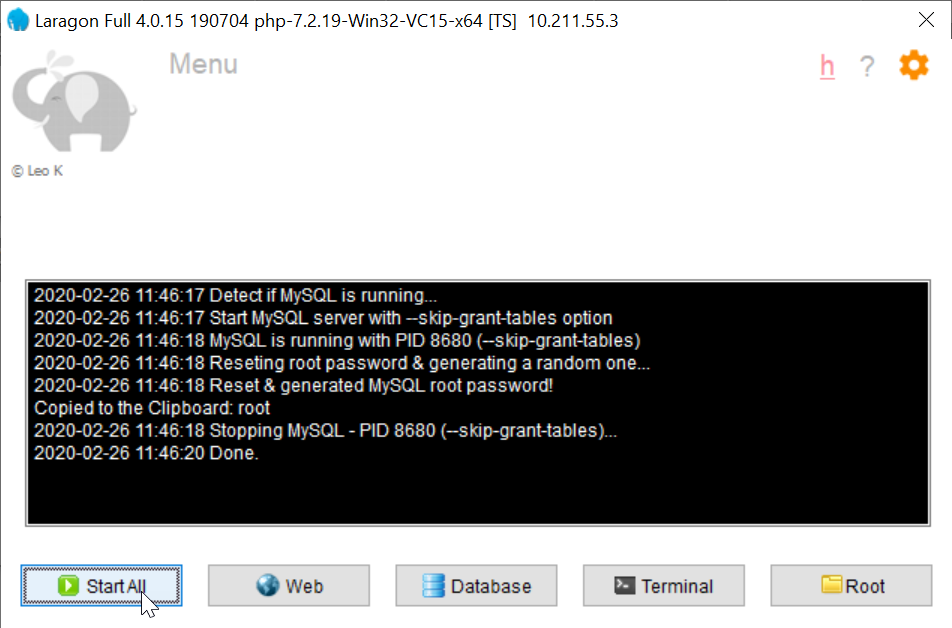 Laragon Full 4.0.15 190704 php-7.2.19-Win32-VC15-x64 [TS]  10.211.55.3
Menu
h
?
© Leo K
2020-02-26 11:46:17 Detect if MySQL is running...
2020-02-26 11:46:17 Start MySQL server with --skip-grant-tables option
2020-02-26 11:46:18 MySQL is running with PID 8680 (--skip-grant-tables)
2020-02-26 11:46:18 Reseting root password & generating a random one...
2020-02-26 11:46:18 Reset & generated MySQL root password!
Copied to the Clipboard: root
2020-02-26 11:46:18 Stopping MySQL - PID 8680 (--skip-grant-tables)...
2020-02-26 11:46:20 Done.
Start All
Web
Database
Terminal
Root